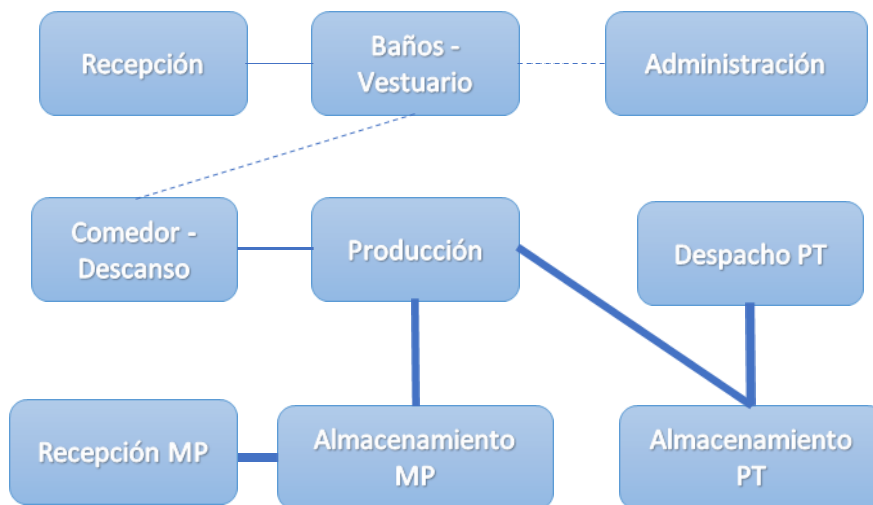 Recepción
Baños -
Vestuario
Administración
Comedor -
Descanso
Producción
Despacho PT
Recepción MP
Almacenamiento
MP
Almacenamiento
PT